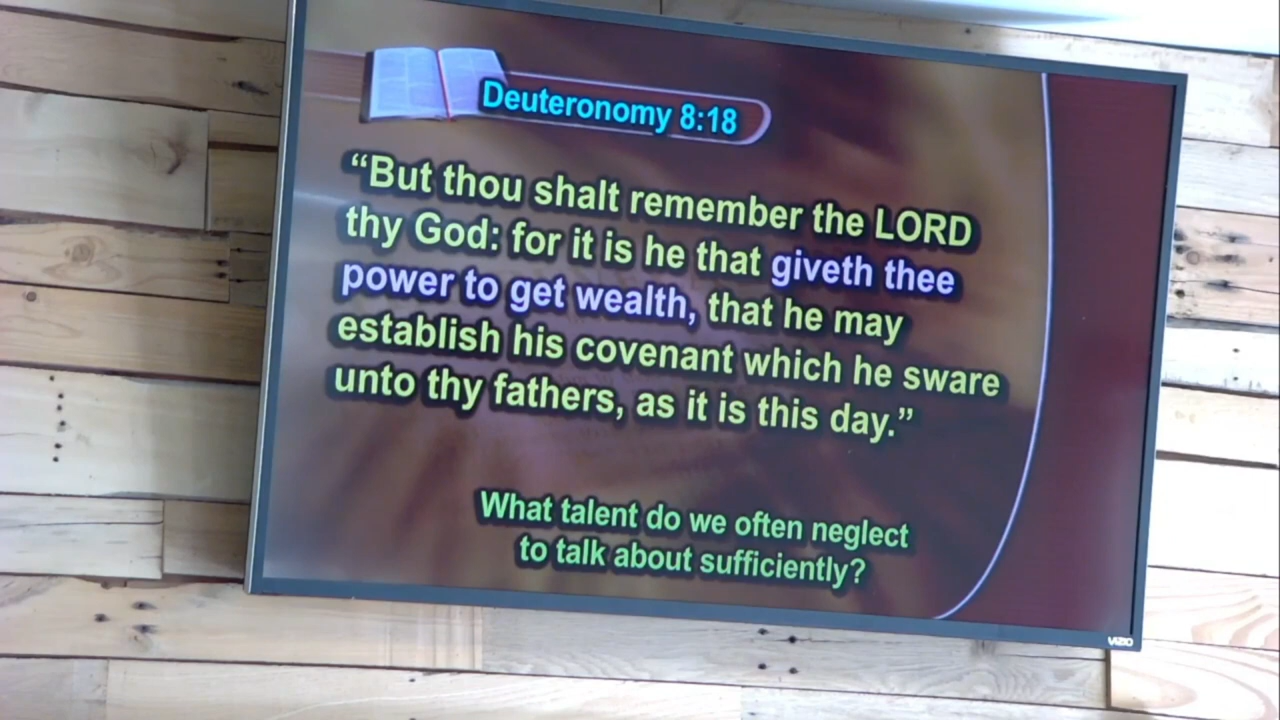 Deuteronomy 8:18
“But thou shalt remember the LORD
thy God: for it is he that giveth thee
power to get wealth, that he may
establish his covenant which he sware
unto thy fathers, as it is this day.”
What talent do we often neglect
to talk about sufficiently?
VIZIO